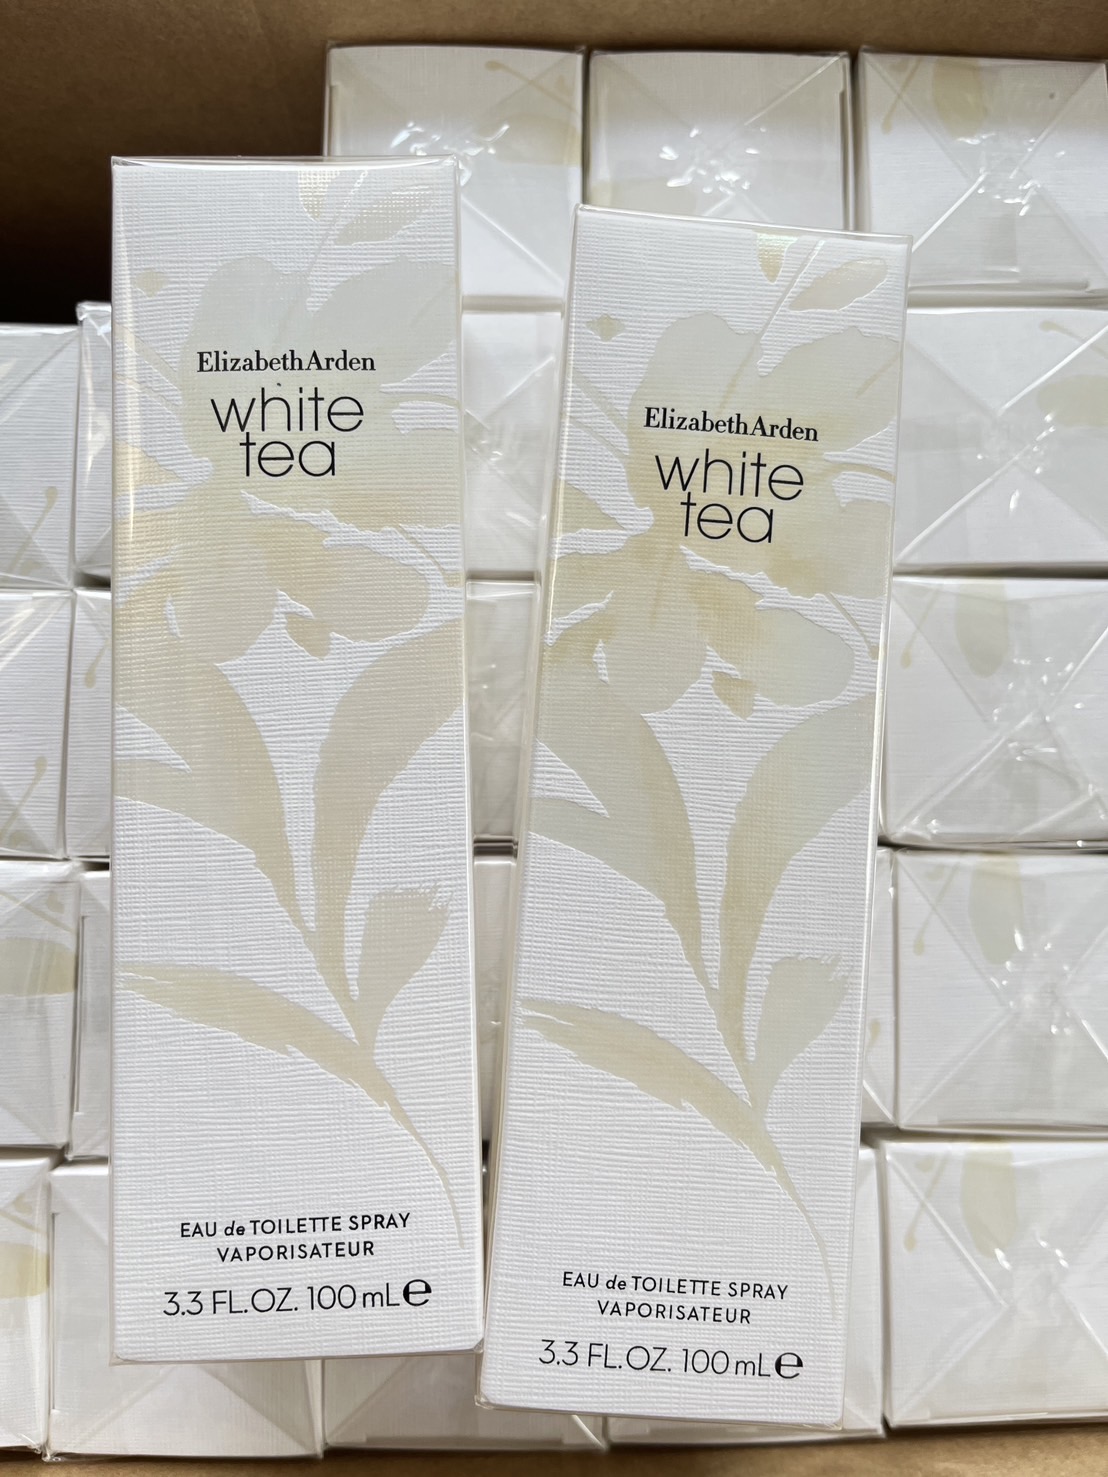 ElizabethArden
white
tea
EAU de TOILETTE SPRAY
VAPORISATEUR
3.3 FL.OZ. 100 mL ℮
ElizabethArden
white
tea
EAU de TOILETTE SPRAY
VAPORISATEUR
3.3 FL.OZ. 100 mL ℮